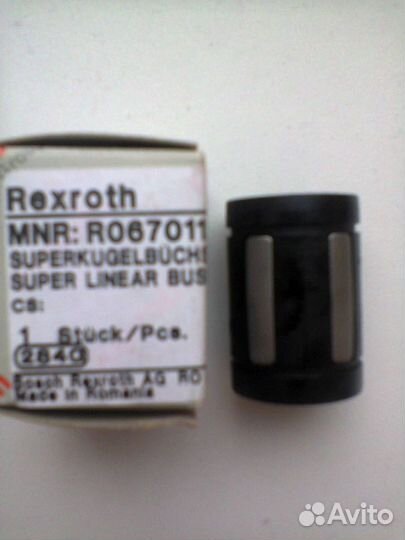 Rexroth
MNR: R067011
SUPERKUGELBÜCHS
SUPER LINEAR BUS
CS:
1 Stück/Pcs.
2840
Bosch Rexroth AG RO
Made in Romania
Avito